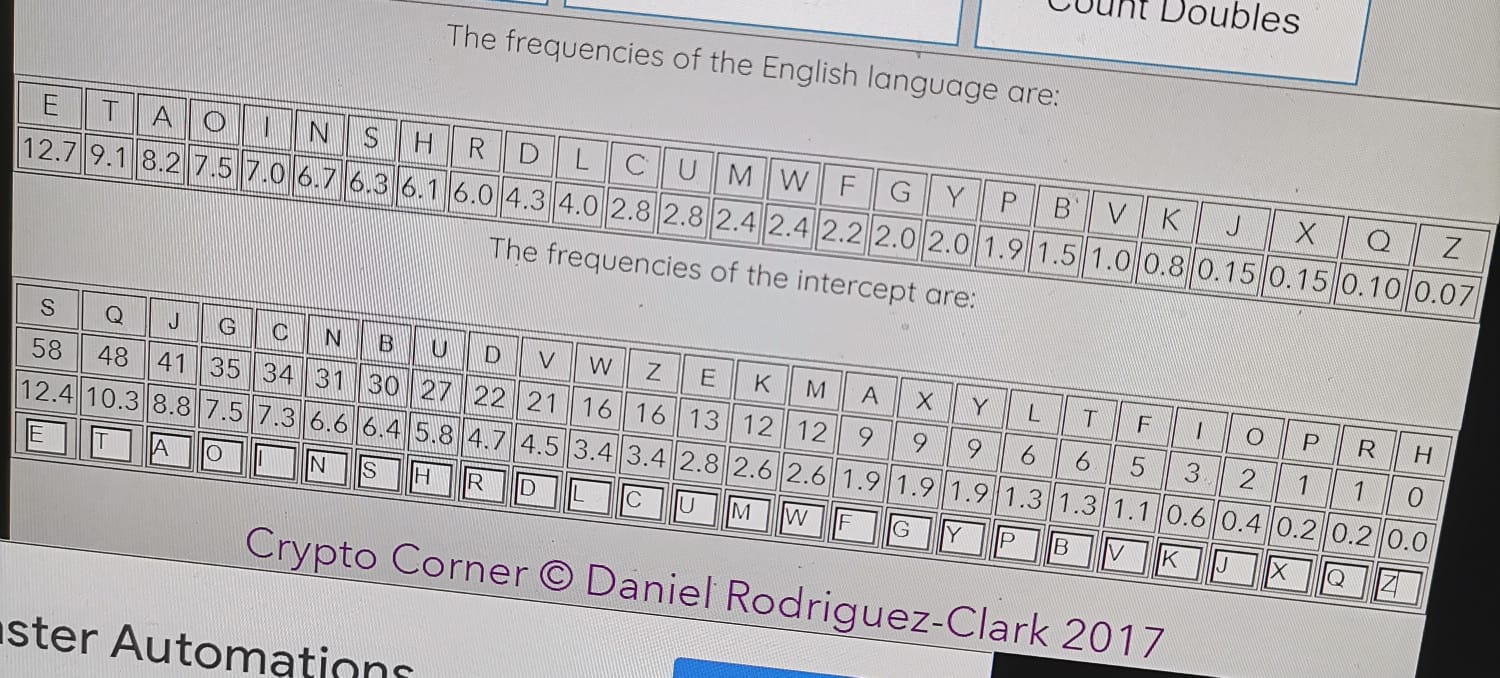 Count Doubles
The frequencies of the English language are:
E T A O I N S H R D L C U M W F G Y P B V K J X Q Z
12.7 9.1 8.2 7.5 7.0 6.7 6.3 6.1 6.0 4.3 4.0 2.8 2.8 2.4 2.4 2.2 2.0 2.0 1.9 1.5 1.0 0.8 0.15 0.15 0.10 0.07
The frequencies of the intercept are:
S Q J G C N B U D V W Z E K M A X Y L T F I O P R H
58 48 41 35 34 31 30 27 22 21 16 16 13 12 12 9 9 9 6 6 5 3 2 1 1 0
12.4 10.3 8.8 7.5 7.3 6.6 6.4 5.8 4.7 4.5 3.4 3.4 2.8 2.6 2.6 1.9 1.9 1.9 1.3 1.3 1.1 0.6 0.4 0.2 0.2 0.0
E T A O I N S H R D L C U M W F G Y P B V K J X Q Z
Crypto Corner © Daniel Rodriguez-Clark 2017
ster Automations